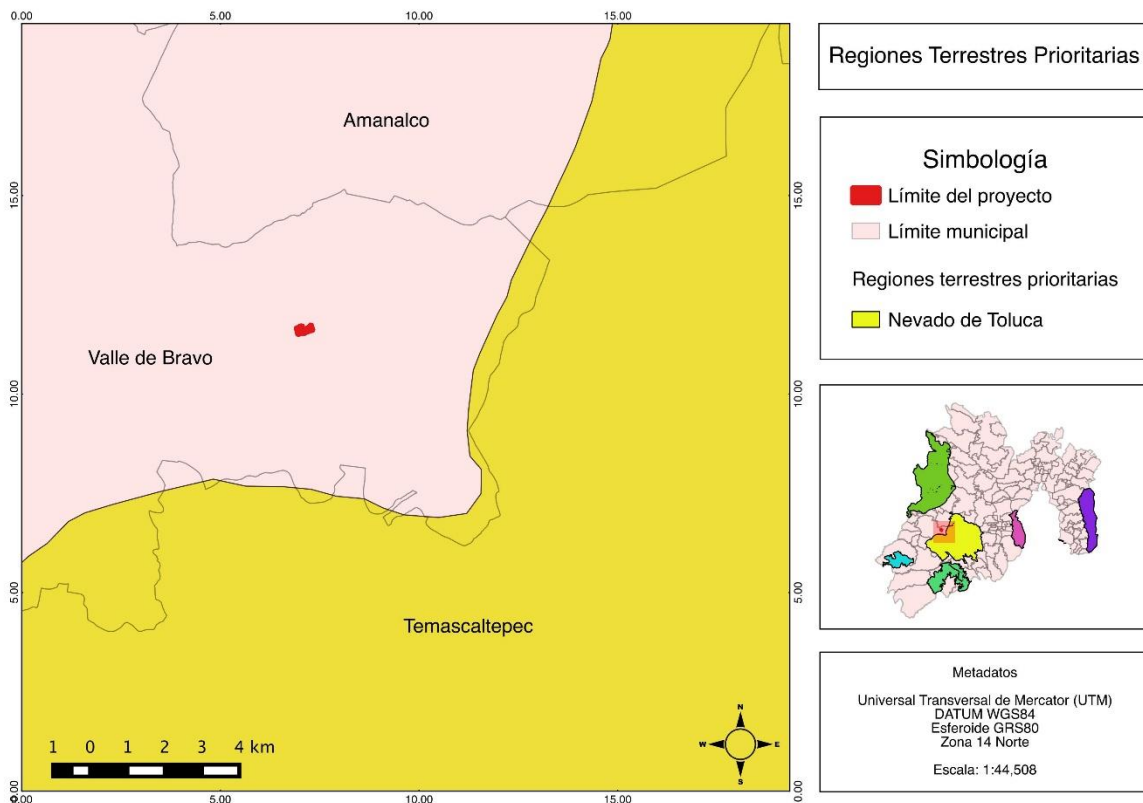 0.00 5.00 10.00 15.00
15.00 15.00
10.00 10.00
5.00 5.00
0.00 0.00
0.00 5.00 10.00 15.00
Amanalco
Valle de Bravo
Temascaltepec
1 0 1 2 3 4 km
N
W E
S
Regiones Terrestres Prioritarias
Simbología
Límite del proyecto
Límite municipal
Regiones terrestres prioritarias
Nevado de Toluca
Metadatos
Universal Transversal de Mercator (UTM)
DATUM WGS84
Esferoide GRS80
Zona 14 Norte
Escala: 1:44,508